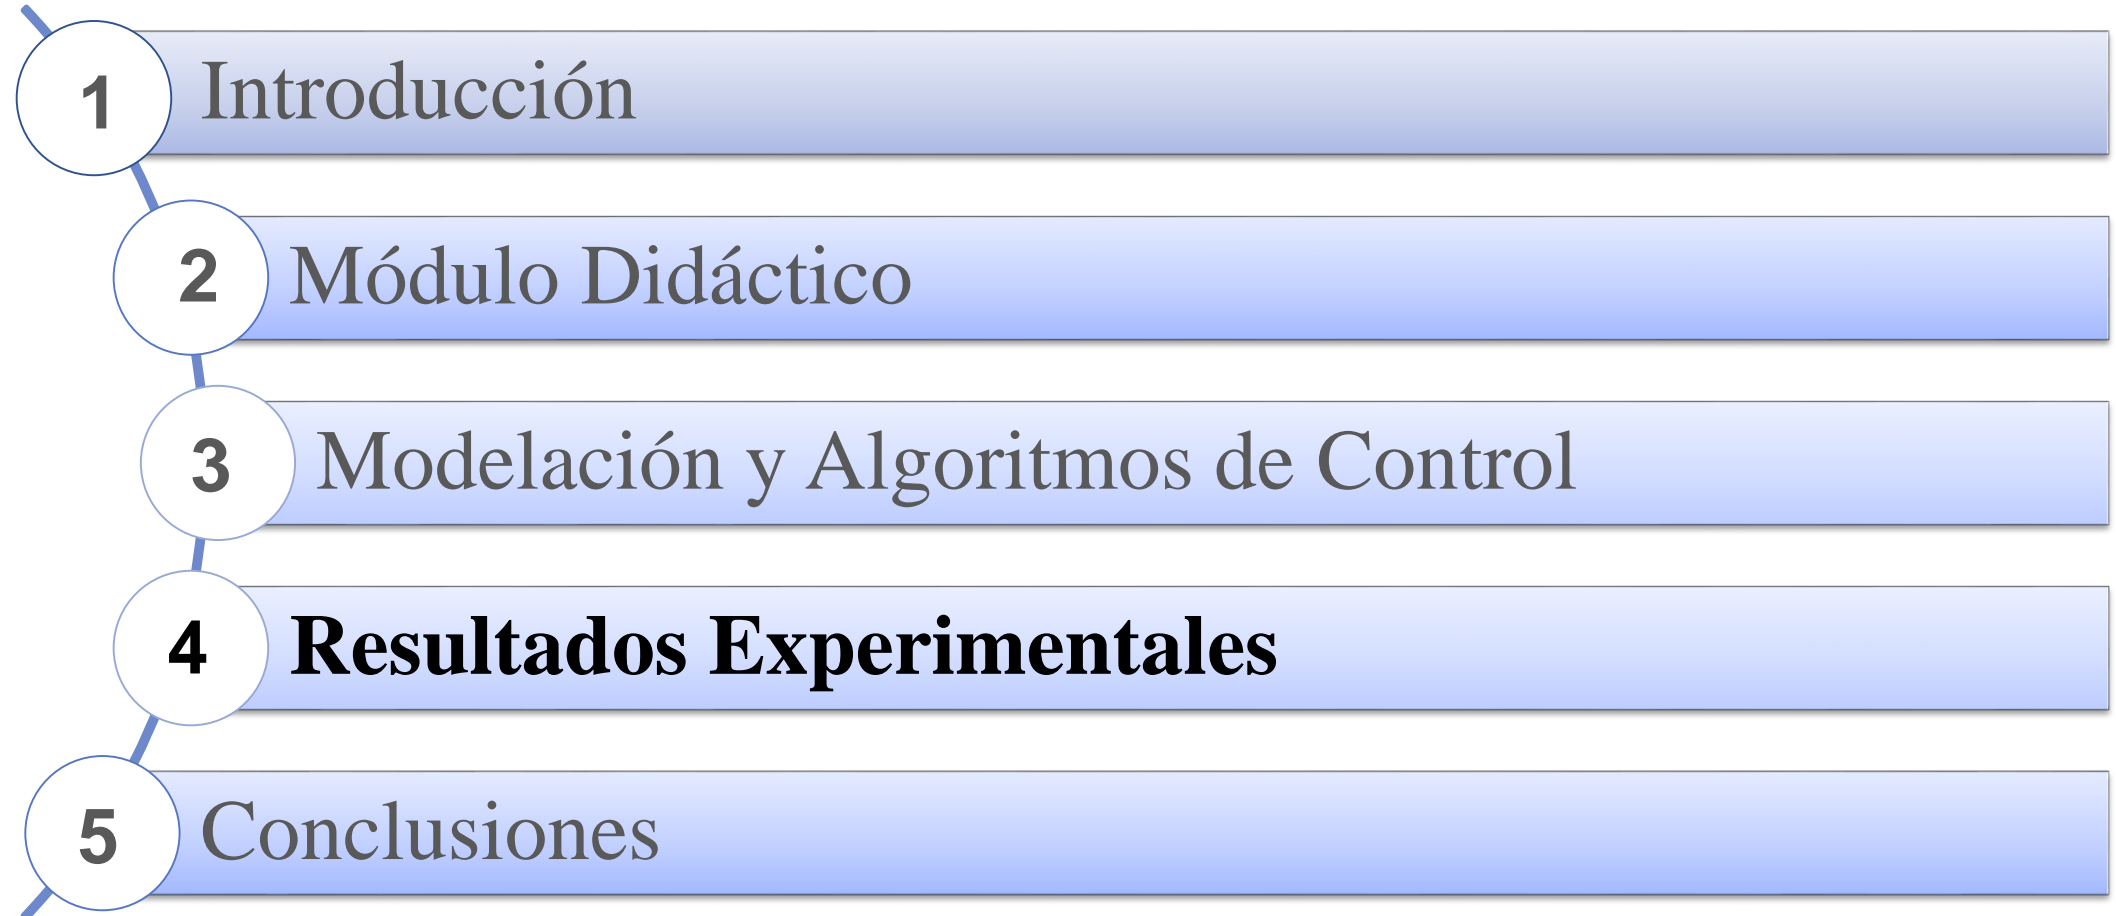 1 Introducción
2 Módulo Didáctico
3 Modelación y Algoritmos de Control
4 Resultados Experimentales
5 Conclusiones